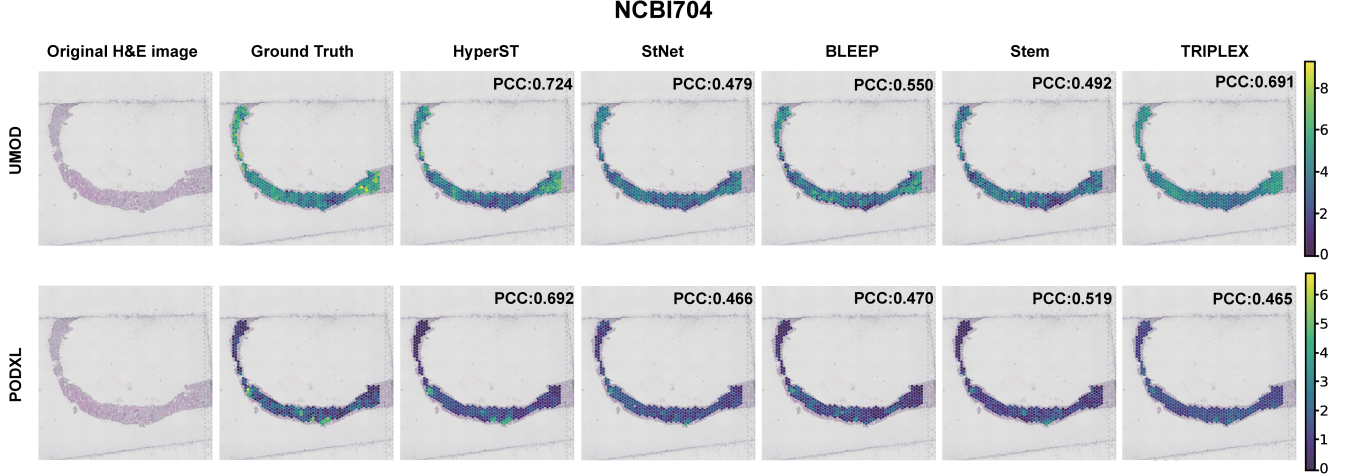 NCBI704
Original H&E image Ground Truth HyperST StNet BLEEP Stem TRIPLEX
UMOD
PCC:0.724 PCC:0.479 PCC:0.550 PCC:0.492 PCC:0.691
8
6
4
2
0
PODXL
PCC:0.692 PCC:0.466 PCC:0.470 PCC:0.519 PCC:0.465
6
5
4
3
2
1
0